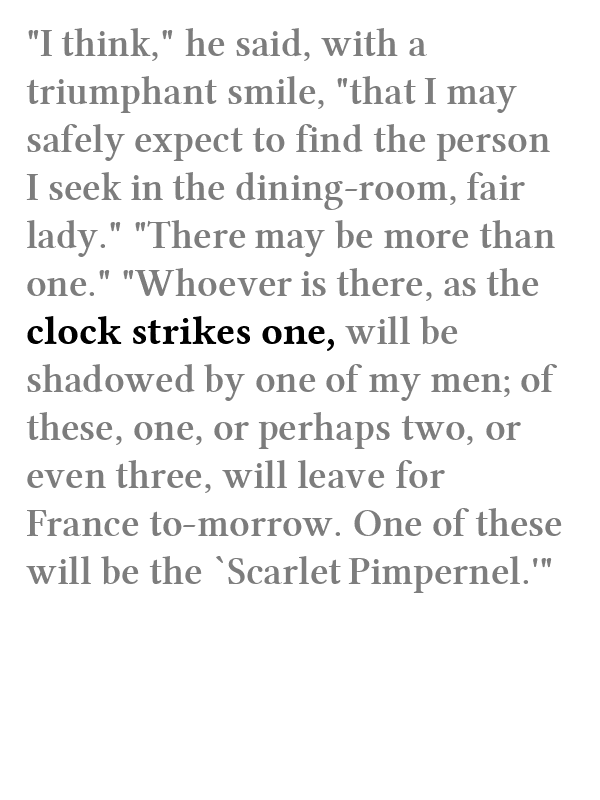 "I think," he said, with a
triumphant smile, "that I may
safely expect to find the person
I seek in the dining-room, fair
lady." "There may be more than
one." "Whoever is there, as the
clock strikes one, will be
shadowed by one of my men; of
these, one, or perhaps two, or
even three, will leave for
France to-morrow. One of these
will be the `Scarlet Pimpernel.'"